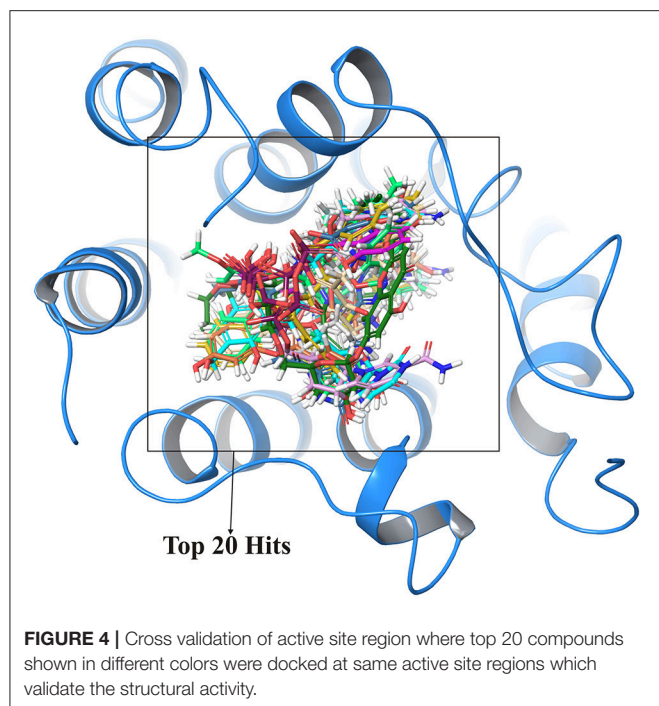 Top 20 Hits
FIGURE 4 | Cross validation of active site region where top 20 compounds
shown in different colors were docked at same active site regions which
validate the structural activity.